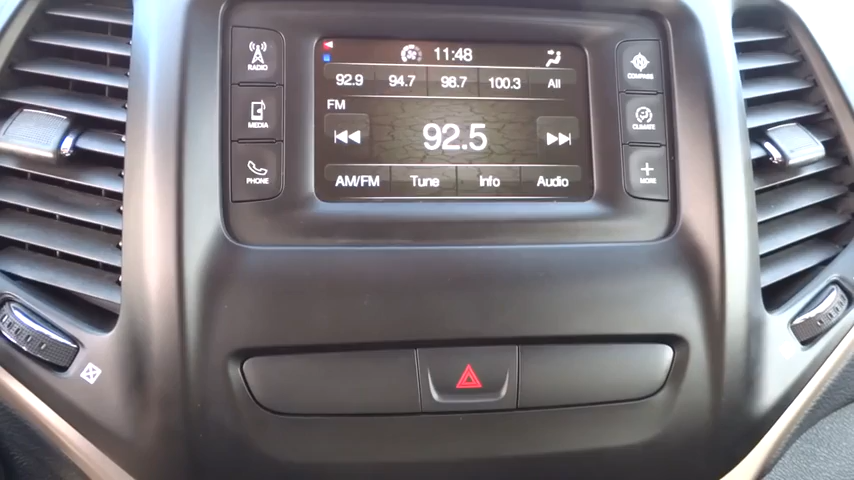 RADIO
MEDIA
PHONE
11:48
92.9 94.7 98.7 100.3 All
FM
92.5
AM/FM Tune Info Audio
COMPASS
CLIMATE
MORE